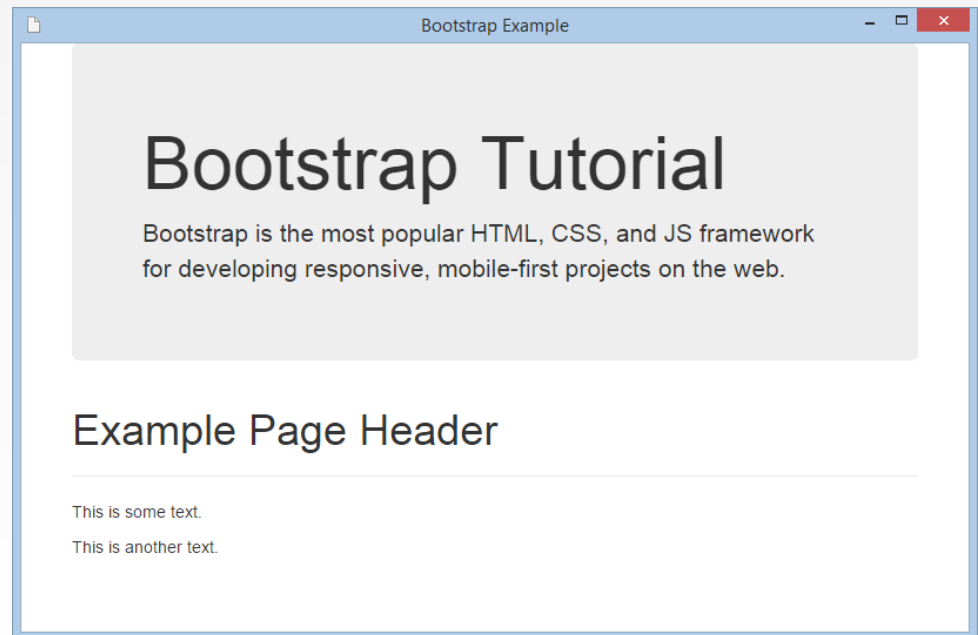 Bootstrap Example
Bootstrap Tutorial
Bootstrap is the most popular HTML, CSS, and JS framework
for developing responsive, mobile-first projects on the web.
Example Page Header
This is some text.
This is another text.